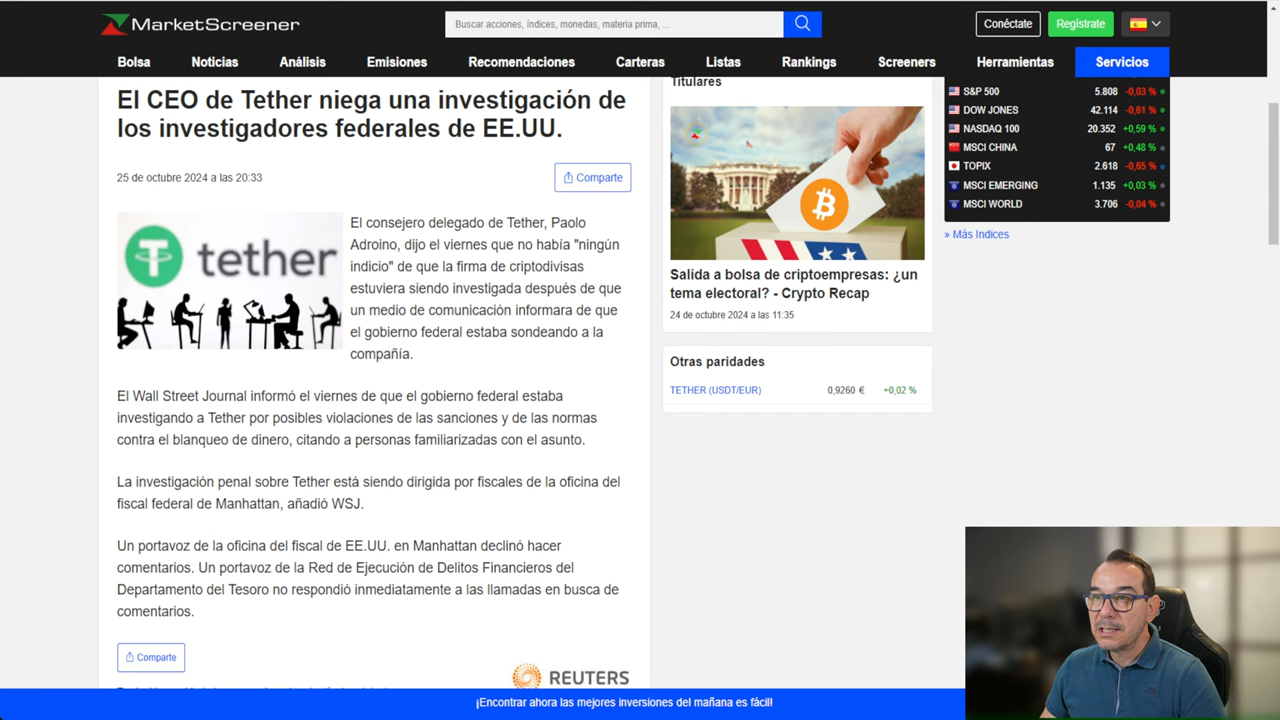 MarketScreener
Buscar acciones, índices, monedas, materia prima, ...
Conéctate
Regístrate
Bolsa
Noticias
Análisis
Emisiones
Recomendaciones
Carteras
Listas
Rankings
Screeners
Herramientas
Servicios
El CEO de Tether niega una investigación de
los investigadores federales de EE.UU.
25 de octubre 2024 a las 20:33
Comparte
tether
El consejero delegado de Tether, Paolo
Adroino, dijo el viernes que no había "ningún
indicio" de que la firma de criptodivisas
estuviera siendo investigada después de que
un medio de comunicación informara de que
el gobierno federal estaba sondeando a la
compañía.
El Wall Street Journal informó el viernes de que el gobierno federal estaba
investigando a Tether por posibles violaciones de las sanciones y de las normas
contra el blanqueo de dinero, citando a personas familiarizadas con el asunto.
La investigación penal sobre Tether está siendo dirigida por fiscales de la oficina del
fiscal federal de Manhattan, añadió WSJ.
Un portavoz de la oficina del fiscal de EE.UU. en Manhattan declinó hacer
comentarios. Un portavoz de la Red de Ejecución de Delitos Financieros del
Departamento del Tesoro no respondió inmediatamente a las llamadas en busca de
comentarios.
Comparte
REUTERS
Titulares
Salida a bolsa de criptoempresas: ¿un
tema electoral? - Crypto Recap
24 de octubre 2024 a las 11:35
Otras paridades
TETHER (USDT/EUR) 0,9260 € +0,02 %
S&P 500 5.808 -0,03 %
DOW JONES 42.114 -0,61 %
NASDAQ 100 20.352 +0,59 %
MSCI CHINA 67 +0,48 %
TOPIX 2.618 -0,65 %
MSCI EMERGING 1.135 +0,03 %
MSCI WORLD 3.706 -0,04 %
» Más Indices
¡Encontrar ahora las mejores inversiones del mañana es fácil!